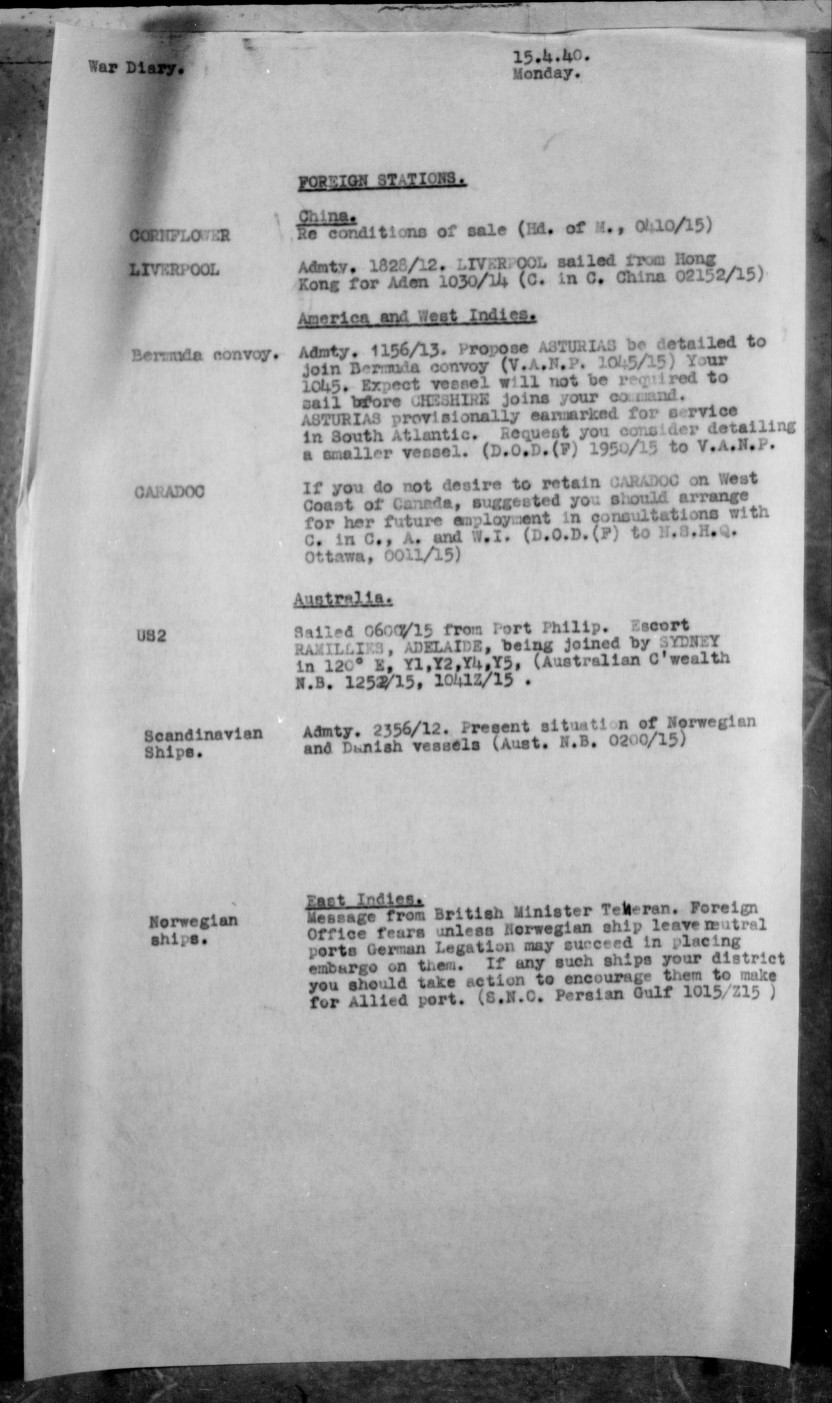 War Diary. 15.4.40.
Monday.
FOREIGN STATIONS.
China.
CORNFLOWER Re conditions of sale (Hd. of M., 0410/15)
LIVERPOOL Admty. 1828/12. LIVERPOOL sailed from Hong
Kong for Aden 1030/14 (C. in C. China 02152/15)
America and West Indies.
Bermuda convoy. Admty. 1156/13. Propose ASTURIAS be detailed to
join Bermuda convoy (V.A.N.P. 1045/15) Your
1045. Expect vessel will not be required to
sail before CHESHIRE joins your command.
ASTURIAS provisionally earmarked for service
in South Atlantic. Request you consider detailing
a smaller vessel. (D.O.D.(F) 1950/15 to V.A.N.P.
CARADOC If you do not desire to retain CARADOC on West
Coast of Canada, suggested you should arrange
for her future employment in consultations with
C. in C., A. and W.I. (D.O.D.(F) to N.S.H.Q.
Ottawa, 0011/15)
Australia.
US2 Sailed 0600/15 from Port Philip. Escort
RAMILLIES, ADELAIDE, being joined by SYDNEY
in 120° E, Y1,Y2,Y4,Y5, (Australian C'wealth
N.B. 1252/15, 1041Z/15 .
Scandinavian Admty. 2356/12. Present situation of Norwegian
Ships. and Danish vessels (Aust. N.B. 0200/15)
East Indies.
Norwegian Message from British Minister Teheran. Foreign
ships. Office fears unless Norwegian ship leave neutral
ports German Legation may succeed in placing
embargo on them. If any such ships your district
you should take action to encourage them to make
for Allied port. (S.N.O. Persian Gulf 1015/Z15 )